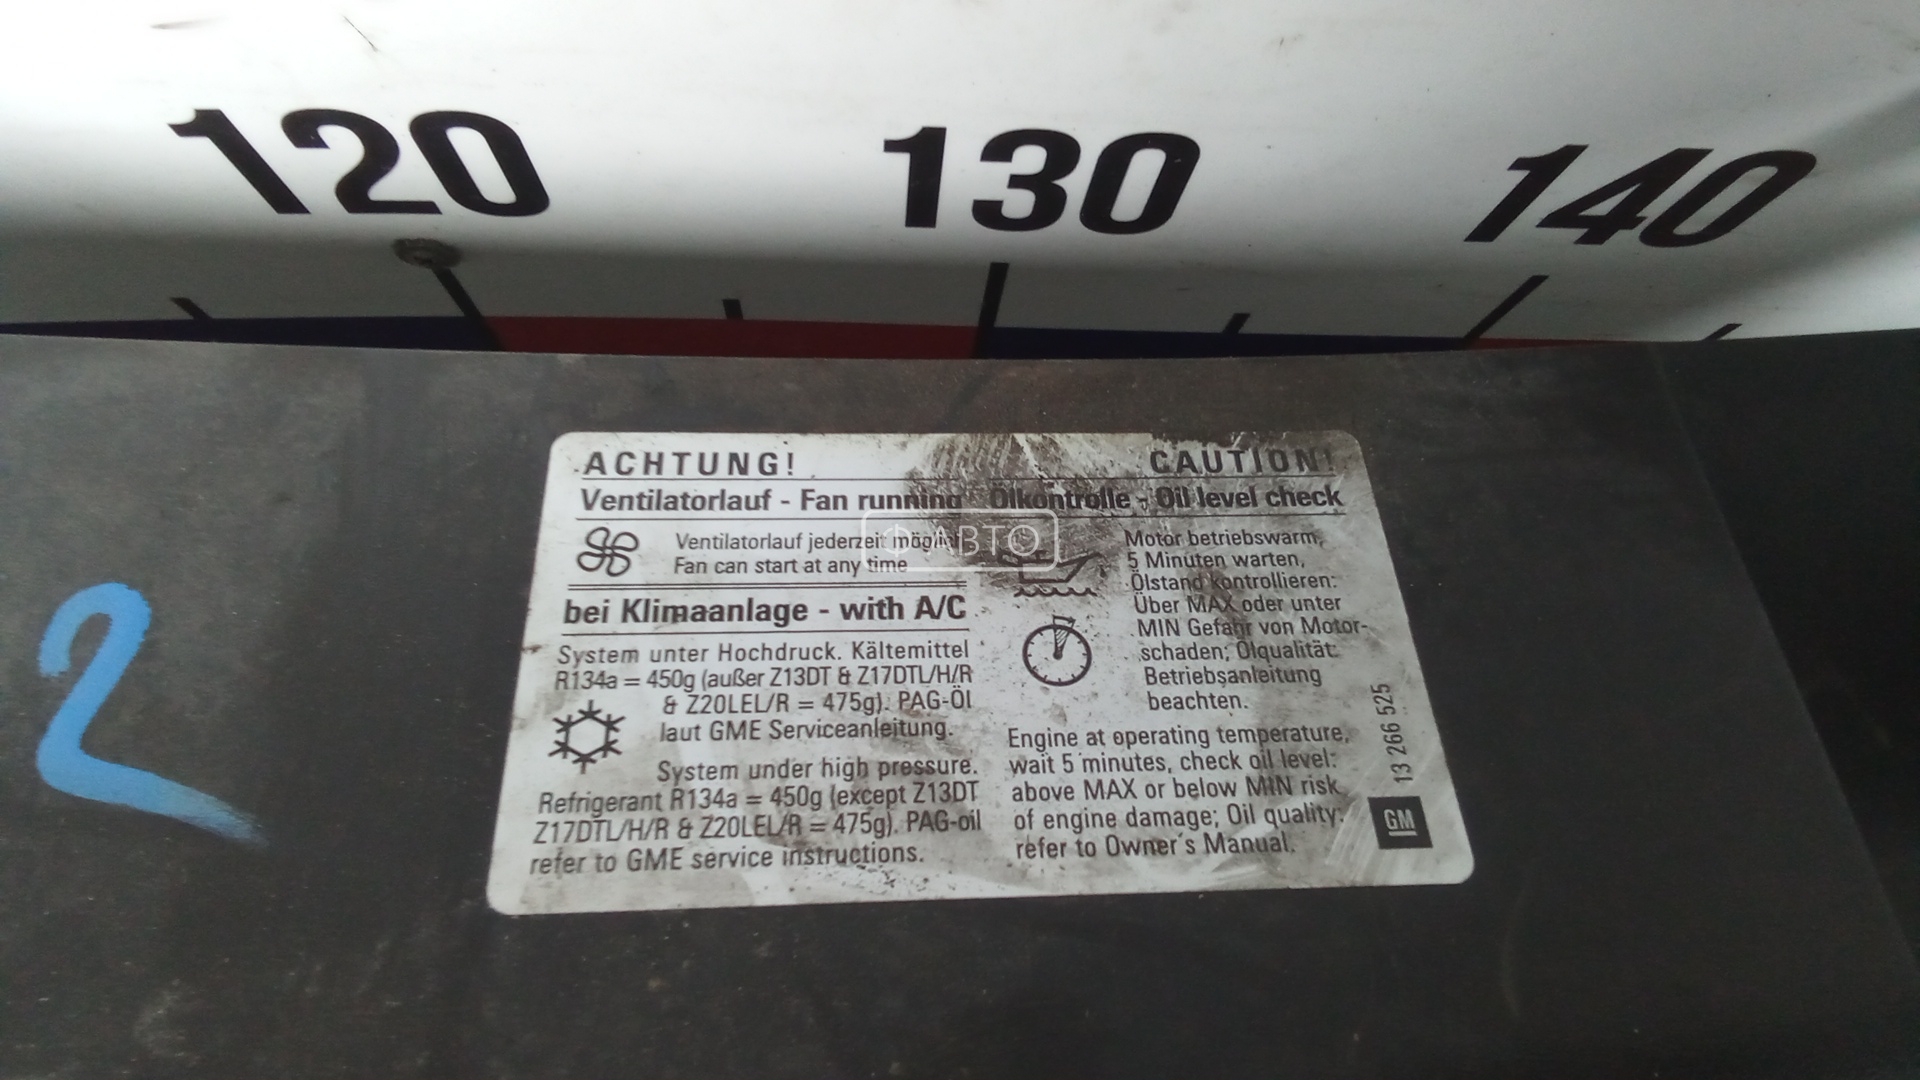 120 130 140
ACHTUNG! CAUTION!
Ventilatorlauf - Fan running Ölkontrolle - Oil level check
Ventilatorlauf jederzeit möglich
Fan can start at any time
bei Klimaanlage - with A/C
System unter Hochdruck. Kältemittel
R134a = 450g (außer Z13DT & Z17DTL/H/R
& Z20LEL/R = 475g). PAG-Öl
laut GME Serviceanleitung.
System under high pressure.
Refrigerant R134a = 450g (except Z13DT
Z17DTL/H/R & Z20LEL/R = 475g). PAG-oil
refer to GME service instructions.
Motor betriebswarm,
5 Minuten warten,
Ölstand kontrollieren:
Über MAX oder unter
MIN Gefahr von Motor-
schaden; Ölqualität:
Betriebsanleitung
beachten.
Engine at operating temperature,
wait 5 minutes, check oil level:
above MAX or below MIN risk
of engine damage; Oil quality:
refer to Owner´s Manual.
13 266 525
GM
ФАВТО
2